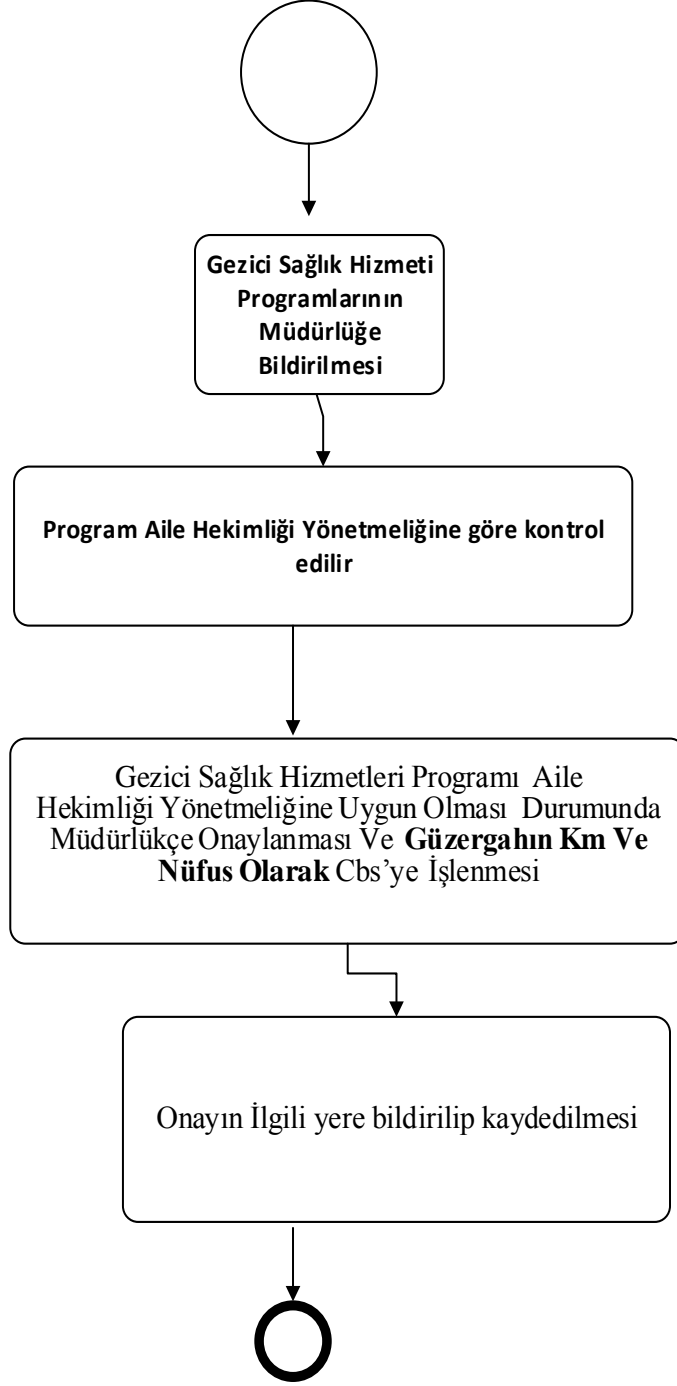 Gezici Sağlık Hizmeti
Programlarının
Müdürlüğe
Bildirilmesi
Program Aile Hekimliği Yönetmeliğine göre kontrol
edilir
Gezici Sağlık Hizmetleri Programı Aile
Hekimliği Yönetmeliğine Uygun Olması Durumunda
Müdürlükçe Onaylanması Ve Güzergahın Km Ve
Nüfus Olarak Cbs’ye İşlenmesi
Onayın İlgili yere bildirilip kaydedilmesi